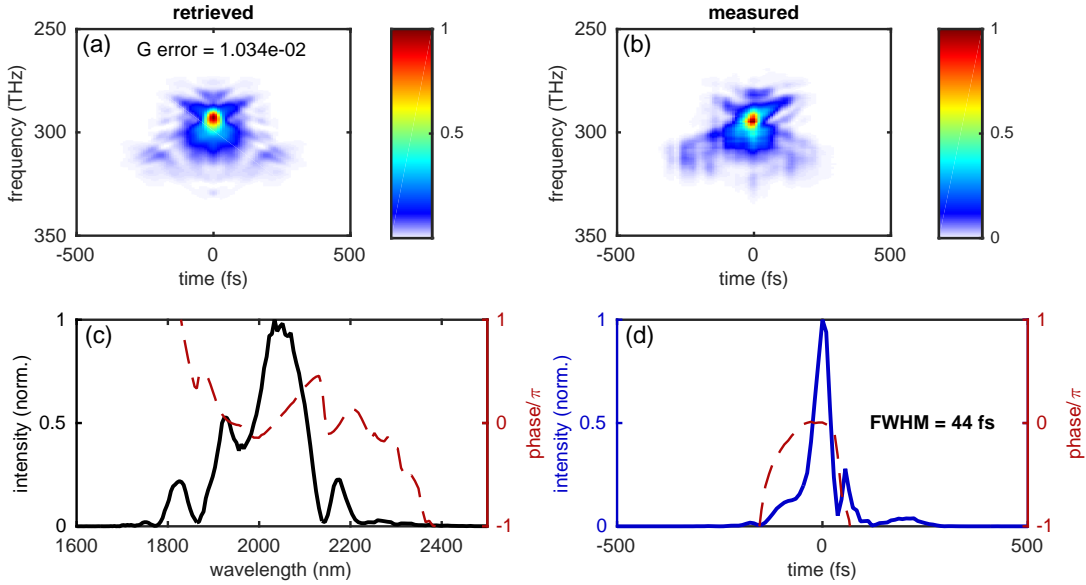 retrieved
measured
(a)
G error = 1.034e-02
250
300
350
frequency (THz)
-500
0
500
time (fs)
1
0.5
(b)
250
300
350
frequency (THz)
-500
0
500
time (fs)
1
0.5
0
(c)
1
0.5
0
intensity (norm.)
1
0
-1
phase/π
1600
1800
2000
2200
2400
wavelength (nm)
(d)
FWHM = 44 fs
1
0.5
0
intensity (norm.)
1
0
-1
phase/π
-500
0
500
time (fs)